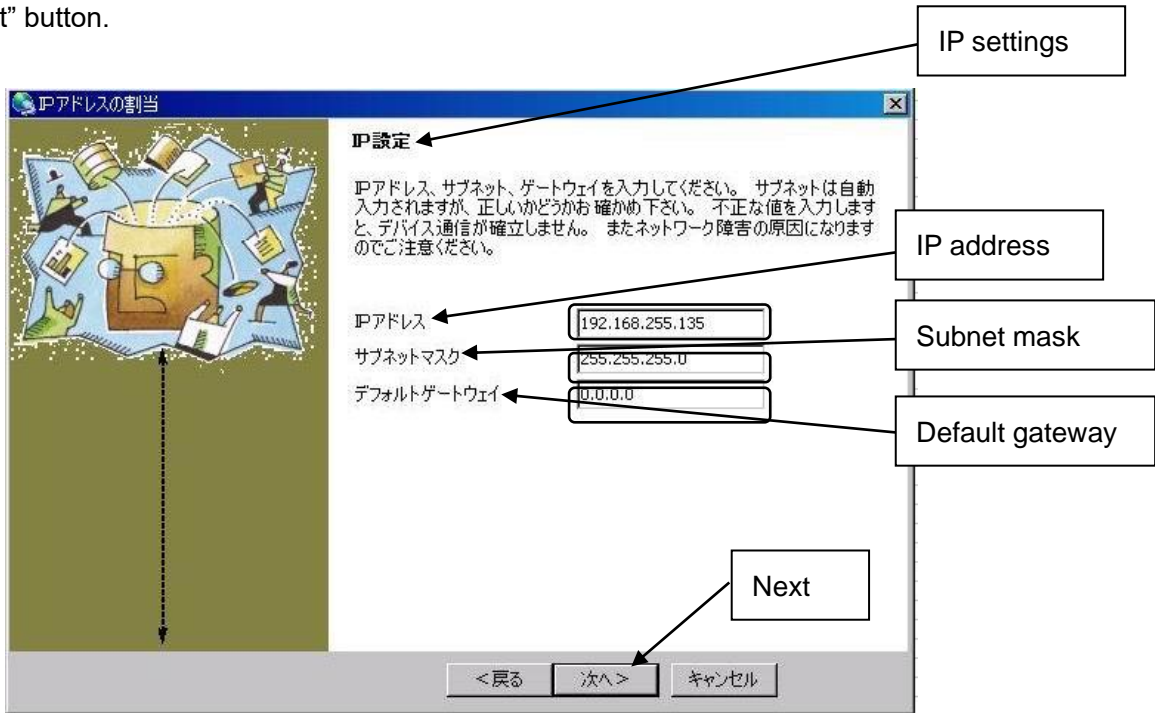 t” button.
IP settings
IPアドレスの割当
IP設定
IPアドレス、サブネット、ゲートウェイを入力してください。 サブネットは自動
入力されますが、正しいかどうかお確かめ下さい。 不正な値を入力します
と、デバイス通信が確立しません。 またネットワーク障害の原因になります
のでご注意ください。
IP address
IPアドレス 192.168.255.135
Subnet mask
サブネットマスク 255.255.255.0
デフォルトゲートウェイ 0.0.0.0
Default gateway
Next
<戻る 次へ> キャンセル